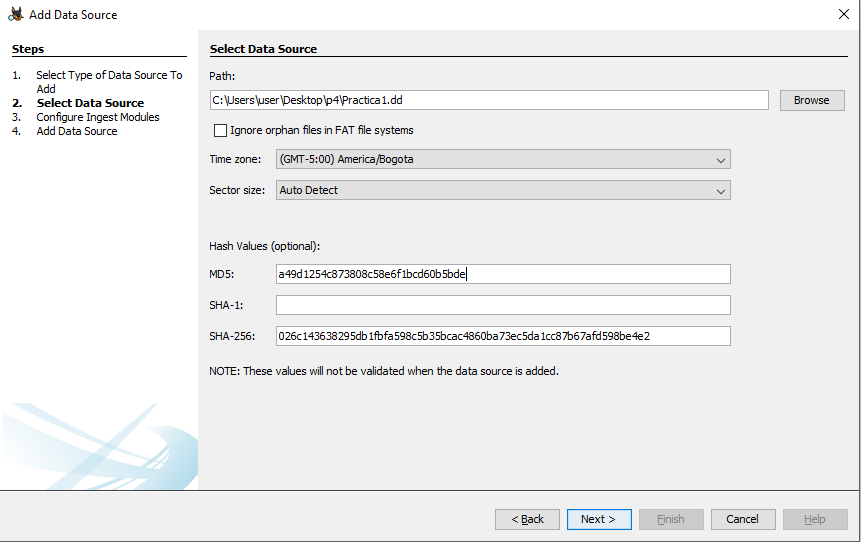 Add Data Source
Steps
1. Select Type of Data Source To
Add
2. Select Data Source
3. Configure Ingest Modules
4. Add Data Source
Select Data Source
Path:
C:\Users\user\Desktop\p4\Practica1.dd
Browse
Ignore orphan files in FAT file systems
Time zone: (GMT-5:00) America/Bogota
Sector size: Auto Detect
Hash Values (optional):
MD5: a49d1254c873808c58e6f1bcd60b5bde
SHA-1:
SHA-256: 026c143638295db1fbfa598c5b35bcac4860ba73ec5da1cc87b67afd598be4e2
NOTE: These values will not be validated when the data source is added.
< Back Next > Finish Cancel Help